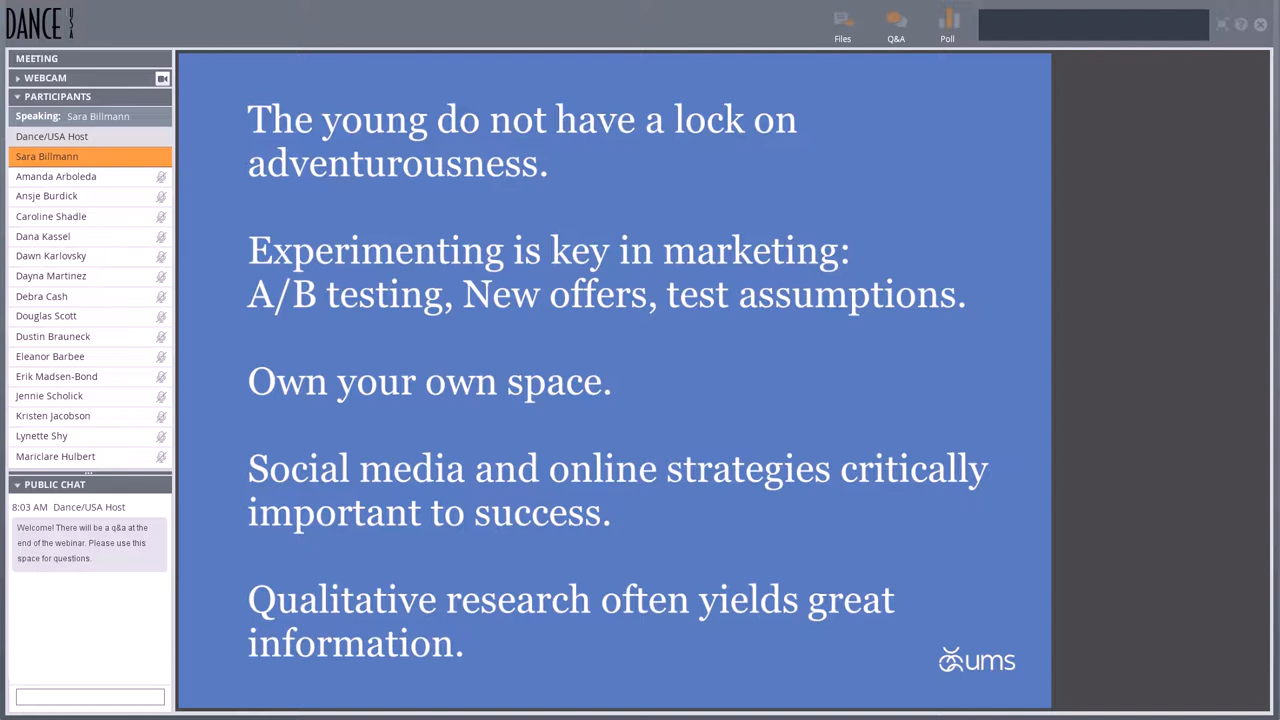 DANCE USA
Files
Q&A
Poll
MEETING
WEBCAM
PARTICIPANTS
Speaking: Sara Billmann
Dance/USA Host
Sara Billmann
Amanda Arboleda
Ansje Burdick
Caroline Shadle
Dana Kassel
Dawn Karlovsky
Dayna Martinez
Debra Cash
Douglas Scott
Dustin Brauneck
Eleanor Barbee
Erik Madsen-Bond
Jennie Scholick
Kristen Jacobson
Lynette Shy
Mariclare Hulbert
PUBLIC CHAT
8:03 AM Dance/USA Host
Welcome! There will be a q&a at the
end of the webinar. Please use this
space for questions.
The young do not have a lock on
adventurousness.
Experimenting is key in marketing:
A/B testing, New offers, test assumptions.
Own your own space.
Social media and online strategies critically
important to success.
Qualitative research often yields great
information.
ums